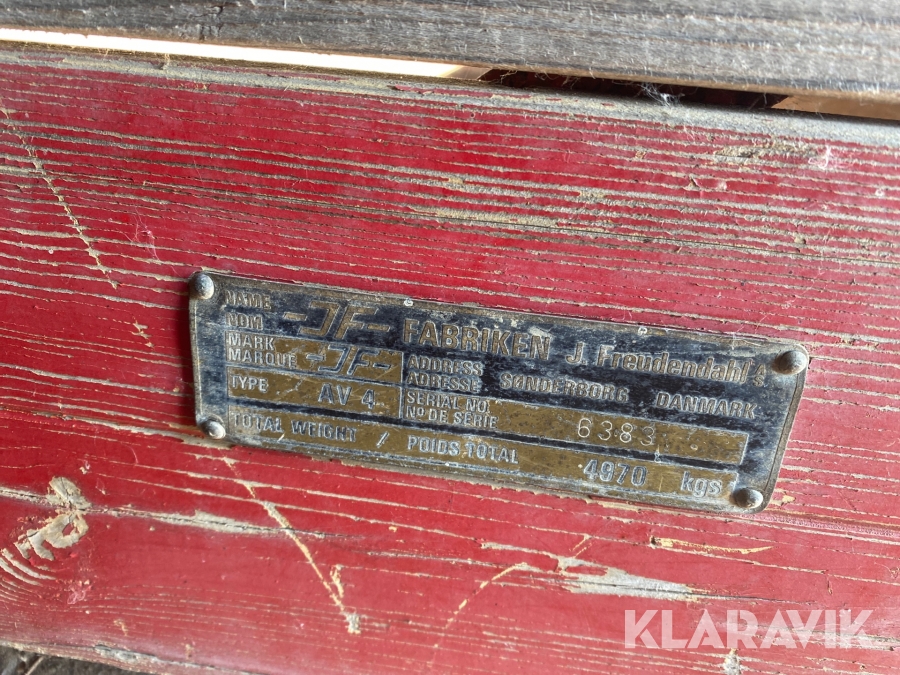 NAME
NOM
-JF- FABRIKEN J. Freudendahl A/S
MARK
MARQUE
-JF-
ADDRESS
ADRESSE
SØNDERBORG DANMARK
TYPE
AV 4
SERIAL NO.
Nº DE SÉRIE
6383
TOTAL WEIGHT / POIDS TOTAL 4970 kgs
KLARAVIK